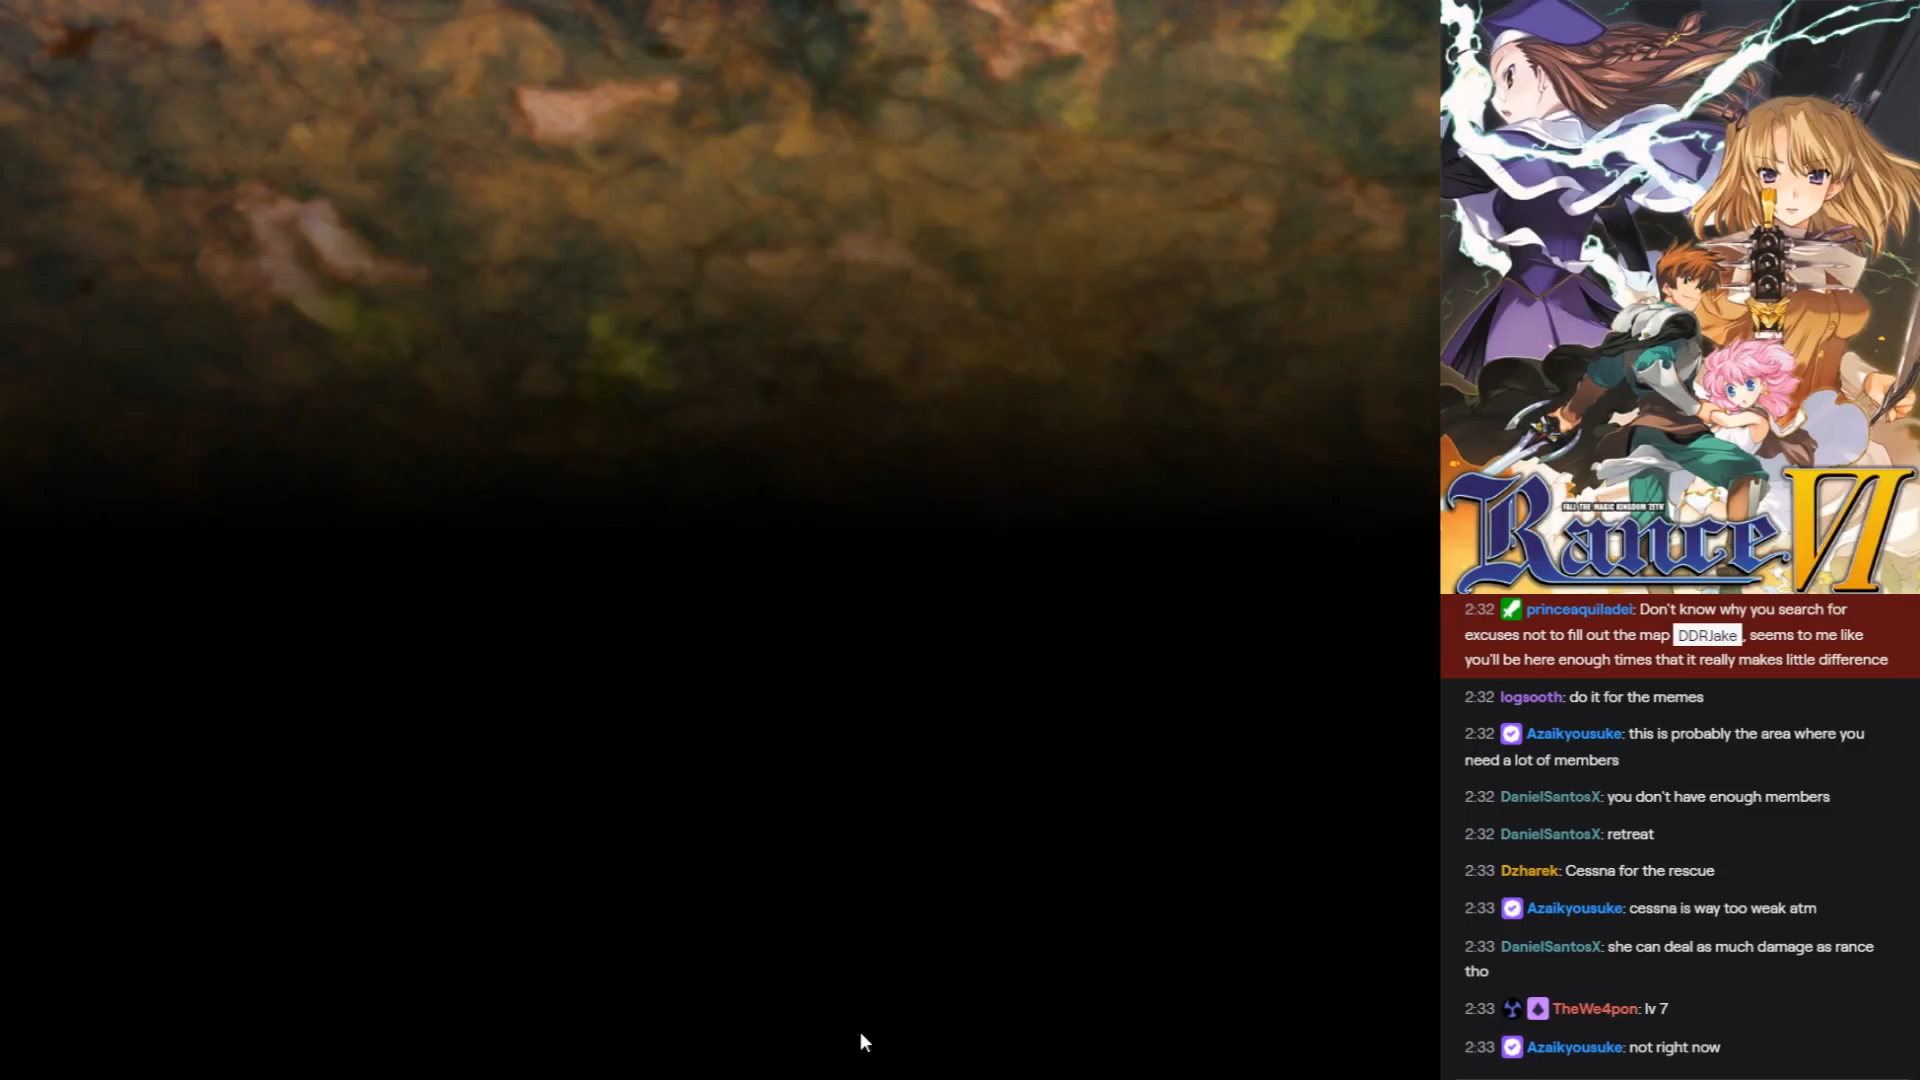 FALL THE MAGIC KINGDOM ZETH
Rance VI
2:32 princeaquiladei: Don't know why you search for
excuses not to fill out the map DDRJake, seems to me like
you'll be here enough times that it really makes little difference
2:32 logsooth: do it for the memes
2:32 Azaikyousuke: this is probably the area where you
need a lot of members
2:32 DanielSantosX: you don't have enough members
2:32 DanielSantosX: retreat
2:33 Dzharek: Cessna for the rescue
2:33 Azaikyousuke: cessna is way too weak atm
2:33 DanielSantosX: she can deal as much damage as rance
tho
2:33 TheWe4pon: lv 7
2:33 Azaikyousuke: not right now